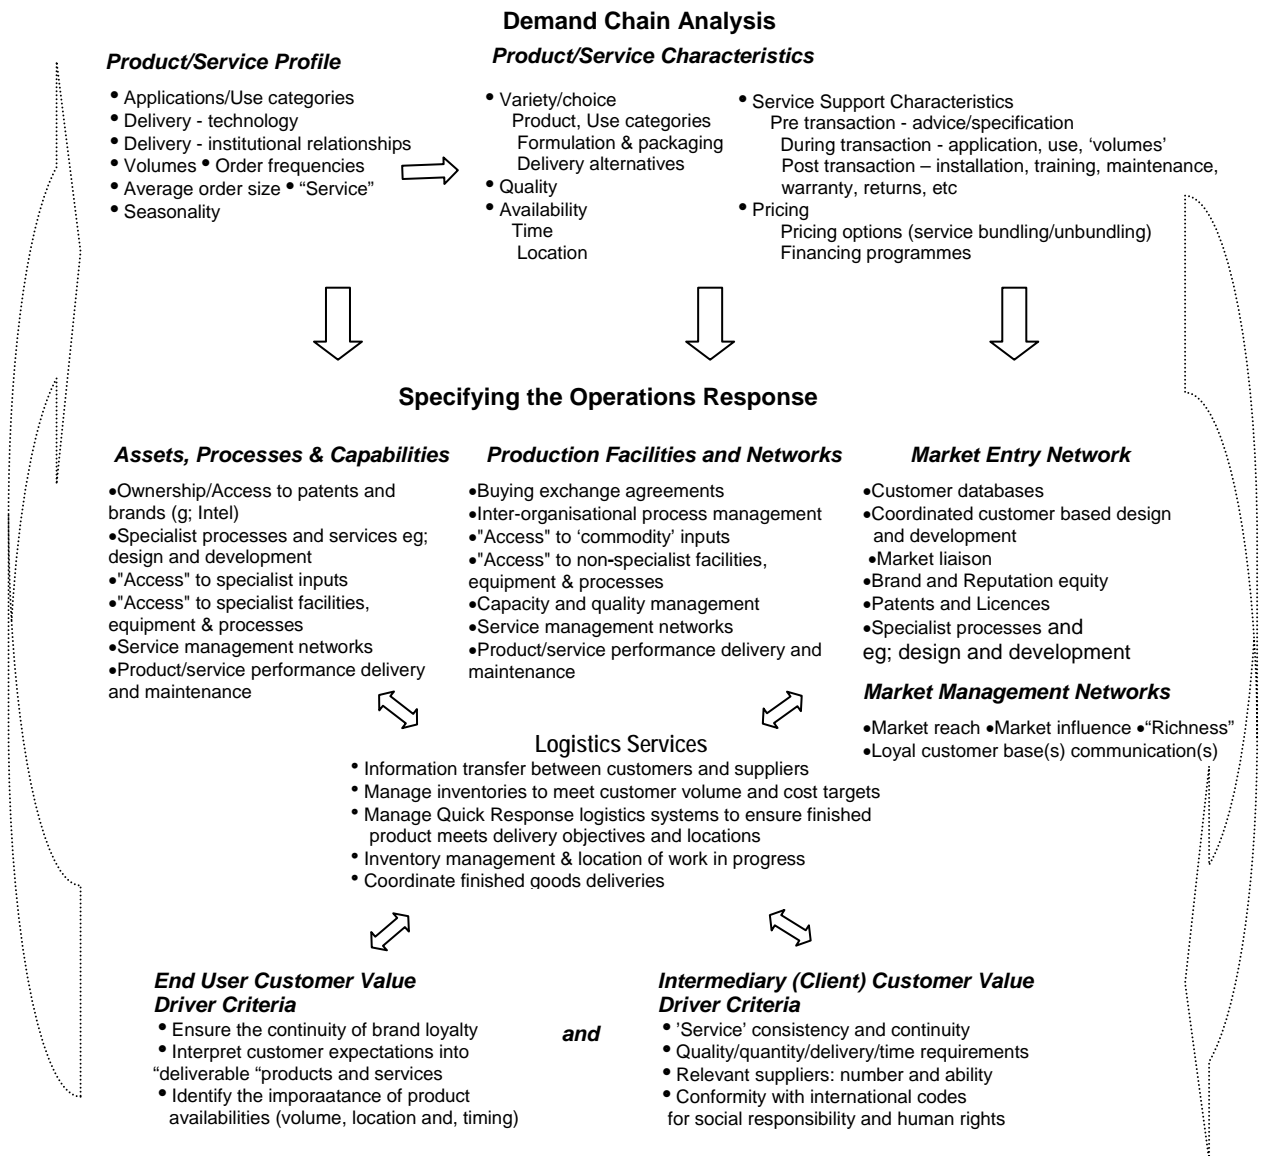 Demand Chain Analysis
Product/Service Profile
• Applications/Use categories
• Delivery - technology
• Delivery - institutional relationships
• Volumes • Order frequencies
• Average order size • “Service”
• Seasonality
Product/Service Characteristics
• Variety/choice
Product, Use categories
Formulation & packaging
Delivery alternatives
• Quality
• Availability
Time
Location
• Service Support Characteristics
Pre transaction - advice/specification
During transaction - application, use, ‘volumes’
Post transaction – installation, training, maintenance,
warranty, returns, etc
• Pricing
Pricing options (service bundling/unbundling)
Financing programmes
Specifying the Operations Response
Assets, Processes & Capabilities
•Ownership/Access to patents and
brands (g; Intel)
•Specialist processes and services eg;
design and development
•"Access" to specialist inputs
•"Access" to specialist facilities,
equipment & processes
•Service management networks
•Product/service performance delivery
and maintenance
Production Facilities and Networks
•Buying exchange agreements
•Inter-organisational process management
•"Access" to ‘commodity’ inputs
•"Access" to non-specialist facilities,
equipment & processes
•Capacity and quality management
•Service management networks
•Product/service performance delivery and
maintenance
Market Entry Network
•Customer databases
•Coordinated customer based design
and development
•Market liaison
•Brand and Reputation equity
•Patents and Licences
•Specialist processes and
eg; design and development
Market Management Networks
•Market reach •Market influence •“Richness”
•Loyal customer base(s) communication(s)
Logistics Services
• Information transfer between customers and suppliers
• Manage inventories to meet customer volume and cost targets
• Manage Quick Response logistics systems to ensure finished
product meets delivery objectives and locations
• Inventory management & location of work in progress
• Coordinate finished goods deliveries
End User Customer Value
Driver Criteria
• Ensure the continuity of brand loyalty
• Interpret customer expectations into
“deliverable “products and services
• Identify the imporaatance of product
availabilities (volume, location and, timing)
and
Intermediary (Client) Customer Value
Driver Criteria
• ’Service’ consistency and continuity
• Quality/quantity/delivery/time requirements
• Relevant suppliers: number and ability
• Conformity with international codes
for social responsibility and human rights